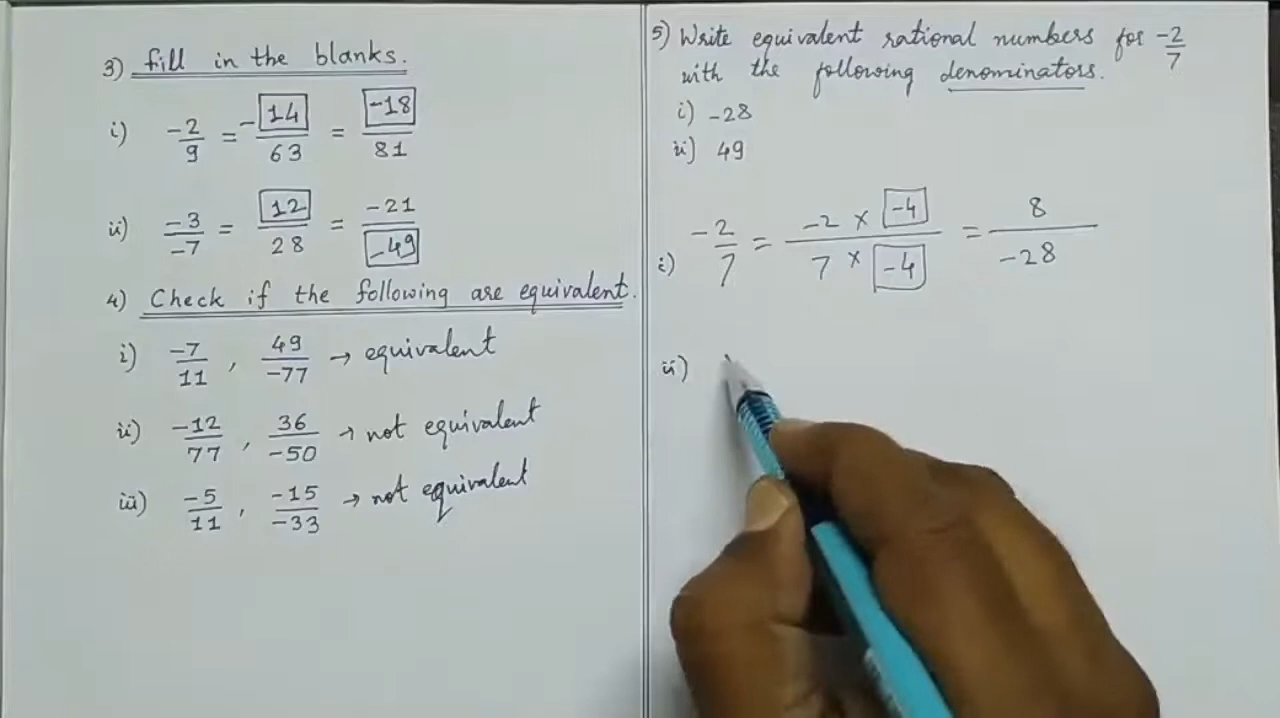 3) fill in the blanks.
i) -2/9 = -14/63 = -18/81
ii) -3/-7 = 12/28 = -21/-49
4) Check if the following are equivalent.
i) -7/11 , 49/-77 → equivalent
ii) -12/77 , 36/-50 → not equivalent
iii) -5/11 , -15/-33 → not equivalent
5) Write equivalent rational numbers for -2/7
with the following denominators.
i) -28
ii) 49
i) -2/7 = -2 × -4/7 × -4 = 8/-28
ii)